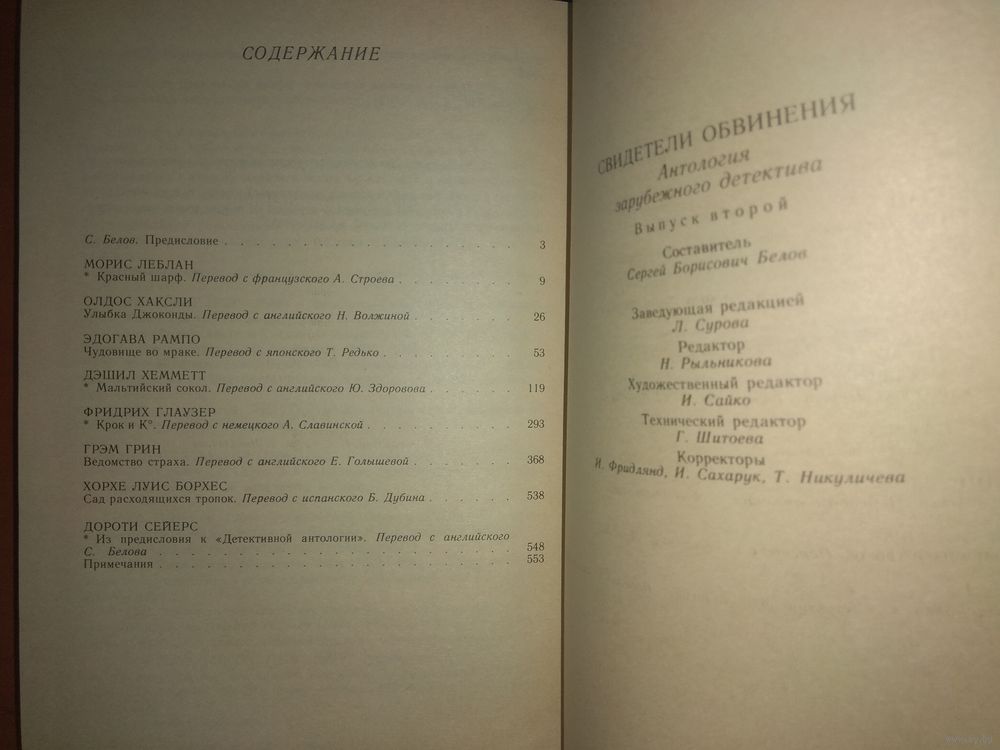 СОДЕРЖАНИЕ
С. Белов. Предисловие . . . . . . . . . . . . . . . . . . 3
МОРИС ЛЕБЛАН
* Красный шарф. Перевод с французского А. Строева . . . . . . . 9
ОЛДОС ХАКСЛИ
Улыбка Джоконды. Перевод с английского Н. Волжиной . . . . . . 26
ЭДОГАВА РАМПО
Чудовище во мраке. Перевод с японского Т. Редько . . . . . . . 53
ДЭШИЛ ХЕММЕТТ
* Мальтийский сокол. Перевод с английского Ю. Здоровова . . . . . 119
ФРИДРИХ ГЛАУЗЕР
* Крок и К°. Перевод с немецкого А. Славинской . . . . . . . . 293
ГРЭМ ГРИН
Ведомство страха. Перевод с английского Е. Голышевой . . . . . . 368
ХОРХЕ ЛУИС БОРХЕС
Сад расходящихся тропок. Перевод с испанского Б. Дубина . . . . . 538
ДОРОТИ СЕЙЕРС
* Из предисловия к «Детективной антологии». Перевод с английского
С. Белова . . . . . . . . . . . . . . . . . . . . . 548
Примечания . . . . . . . . . . . . . . . . . . . . . 553
СВИДЕТЕЛИ ОБВИНЕНИЯ
Антология
зарубежного детектива
Выпуск второй
Составитель
Сергей Борисович Белов
Заведующая редакцией
Л. Сурова
Редактор
Н. Рыльникова
Художественный редактор
И. Сайко
Технический редактор
Г. Шитоева
Корректоры
И. Фридлянд, И. Сахарук, Т. Никуличева